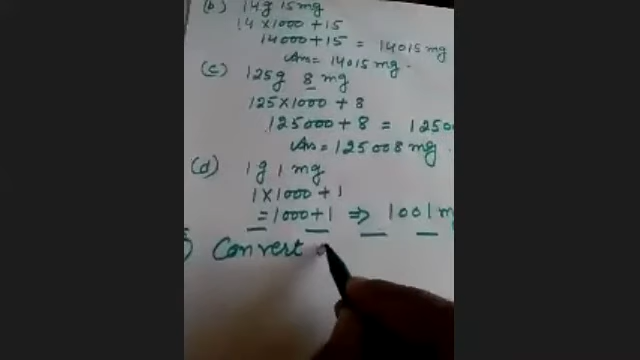 (b) 14g 15mg
14×1000 + 15
14000+15 = 14015 mg
Ans = 14015 mg.
(c) 125g 8 mg
125×1000 + 8
125000 + 8 = 1250
Ans = 125008 mg.
(d) 1g 1 mg
1×1000 + 1
= 1000+1 ⇒ 1001 m
) Convert